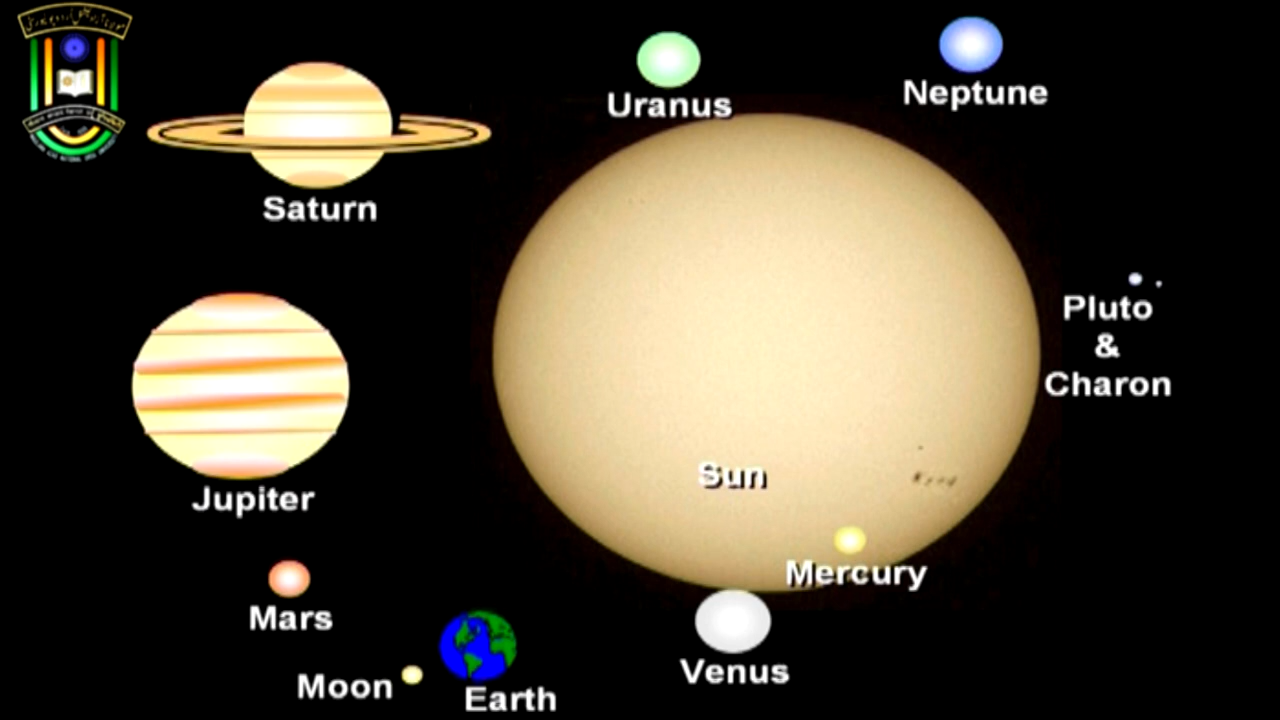 Uranus
Neptune
Saturn
Pluto
&
Charon
Sun
Jupiter
Mercury
Mars
Venus
Moon
Earth